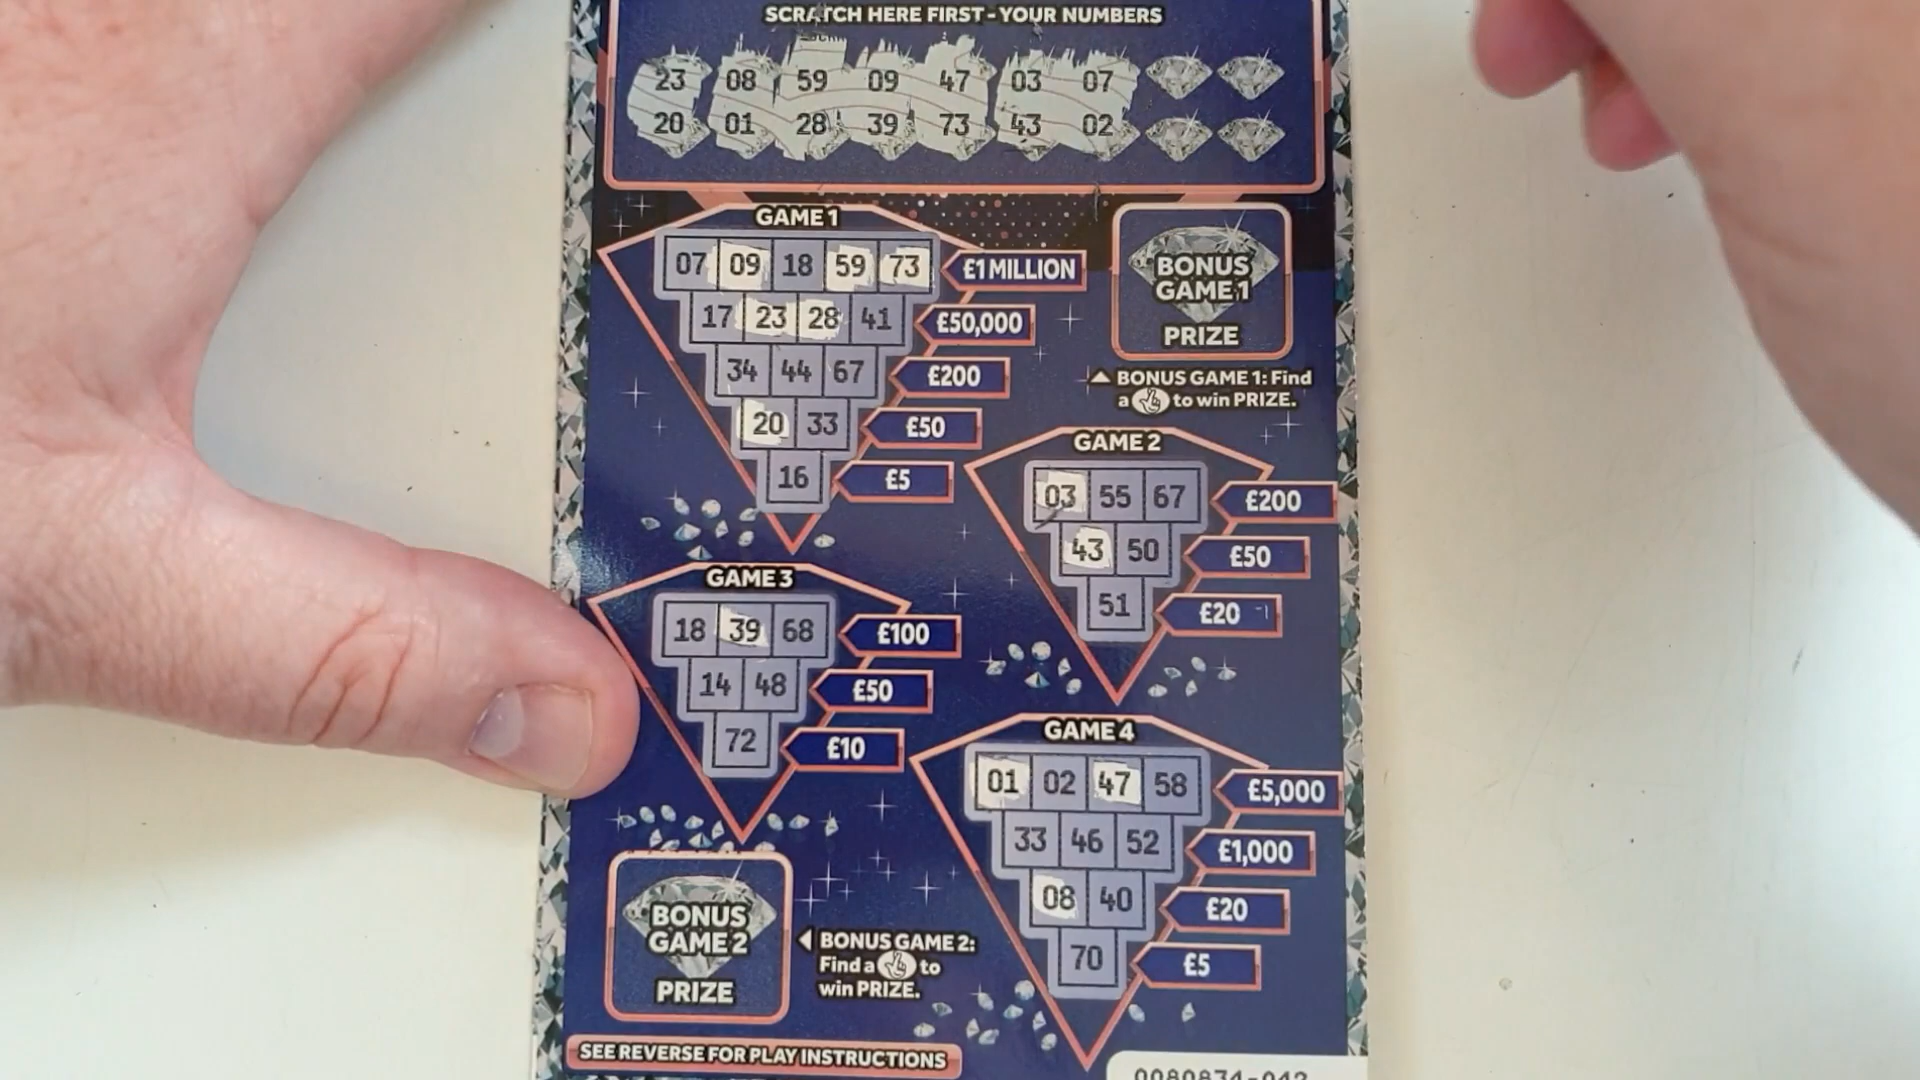 SCRATCH HERE FIRST - YOUR NUMBERS
23 08 59 09 47 03 07
20 01 28 39 73 43 02
GAME 1
07 09 18 59 73 £1 MILLION
17 23 28 41 £50,000
34 44 67 £200
20 33 £50
16 £5
BONUS
GAME 1
PRIZE
BONUS GAME 1: Find
a to win PRIZE.
GAME 2
03 55 67 £200
43 50 £50
51 £20
GAME 3
18 39 68 £100
14 48 £50
72 £10
GAME 4
01 02 47 58 £5,000
33 46 52 £1,000
08 40 £20
70 £5
BONUS
GAME 2
PRIZE
BONUS GAME 2:
Find a to
win PRIZE.
SEE REVERSE FOR PLAY INSTRUCTIONS
0080834-042